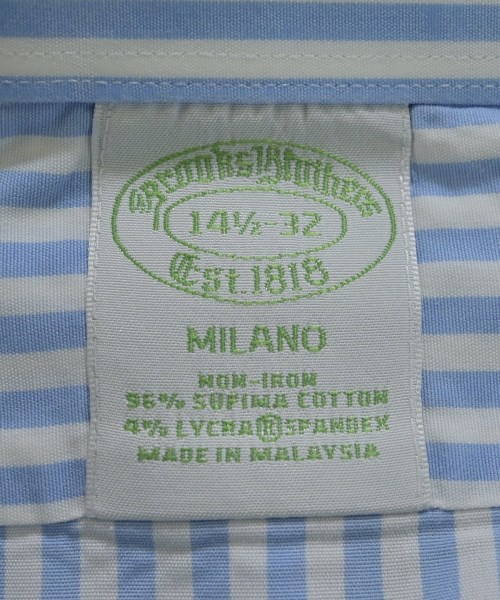 Brooks Brothers
14½-32
Est. 1818
MILANO
NON-IRON
96% SUPIMA COTTON
4% LYCRA®SPANDEX
MADE IN MALAYSIA